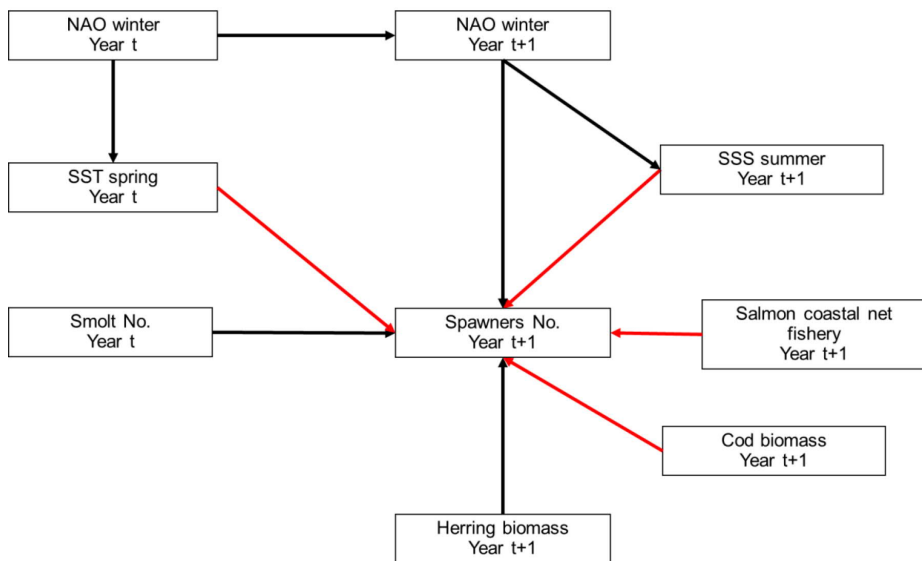 NAO winter
Year t
NAO winter
Year t+1
SST spring
Year t
SSS summer
Year t+1
Smolt No.
Year t
Spawners No.
Year t+1
Salmon coastal net
fishery
Year t+1
Cod biomass
Year t+1
Herring biomass
Year t+1